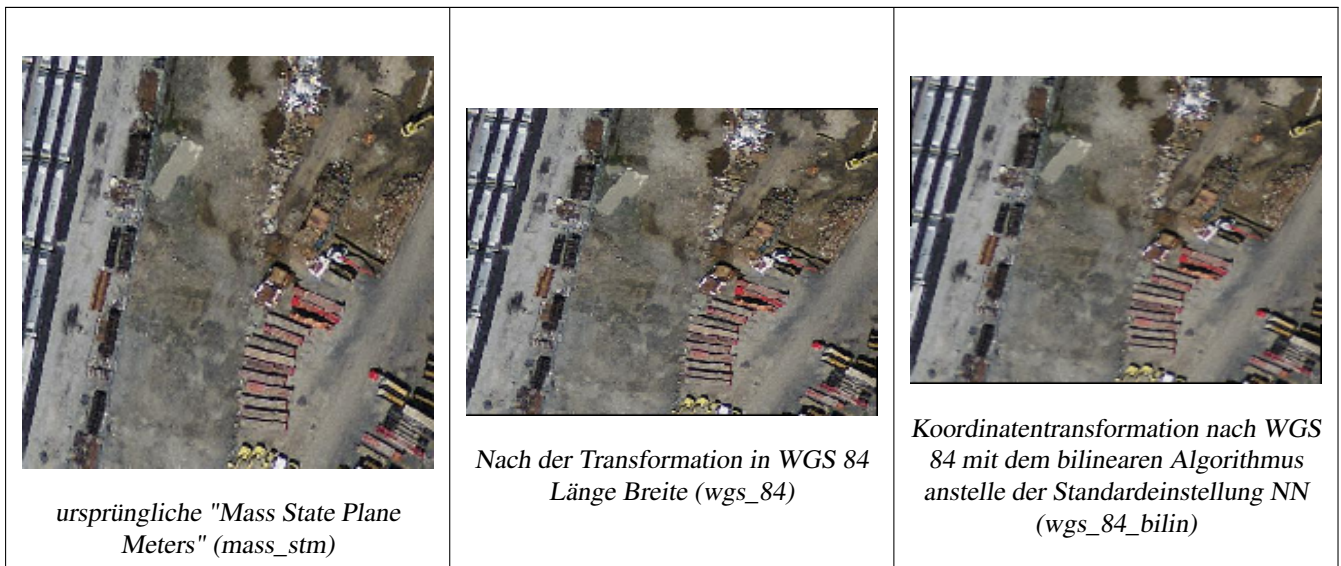 ursprüngliche "Mass State Plane
Meters" (mass_stm)
Nach der Transformation in WGS 84
Länge Breite (wgs_84)
Koordinatentransformation nach WGS
84 mit dem bilinearen Algorithmus
anstelle der Standardeinstellung NN
(wgs_84_bilin)